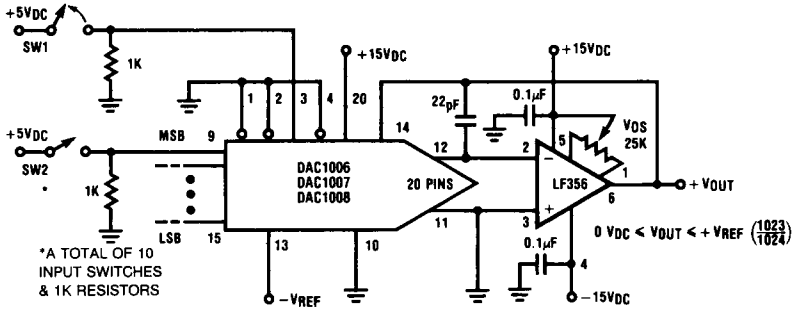 +5VDC
SW1
1K
+15VDC
+15VDC
1
2
3
4
20
22pF
0.1µF
VOS
25K
+5VDC
SW2
*
1K
MSB
9
14
12
2
5
1
DAC1006
DAC1007
DAC1008
20 PINS
−
LF356
+
6
+VOUT
LSB
15
11
3
13
10
0.1µF
4
0 VDC ≤ VOUT ≤ +VREF (1023/1024)
*A TOTAL OF 10
INPUT SWITCHES
& 1K RESISTORS
−VREF
−15VDC